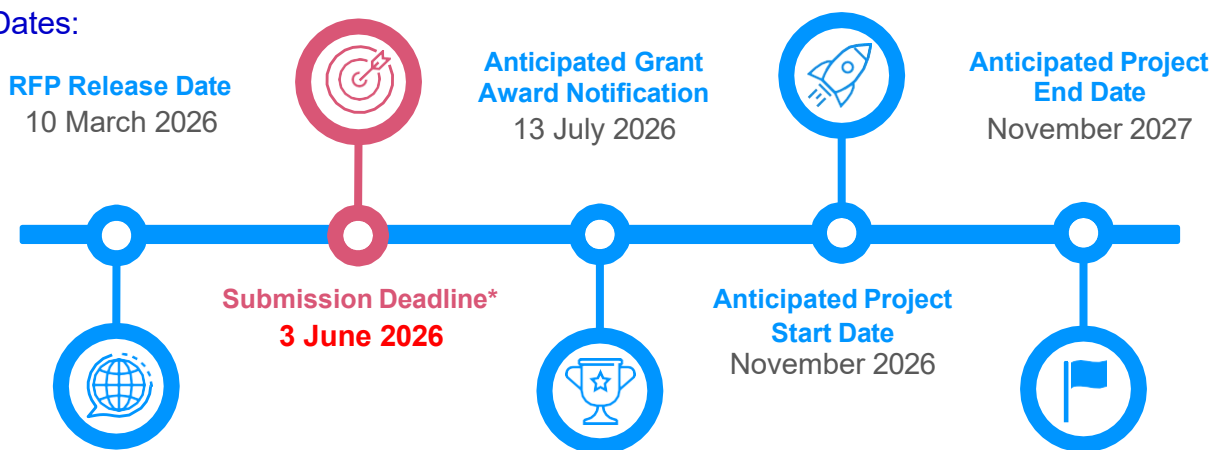 Dates:
RFP Release Date
10 March 2026
Submission Deadline*
3 June 2026
Anticipated Grant
Award Notification
13 July 2026
Anticipated Project
Start Date
November 2026
Anticipated Project
End Date
November 2027